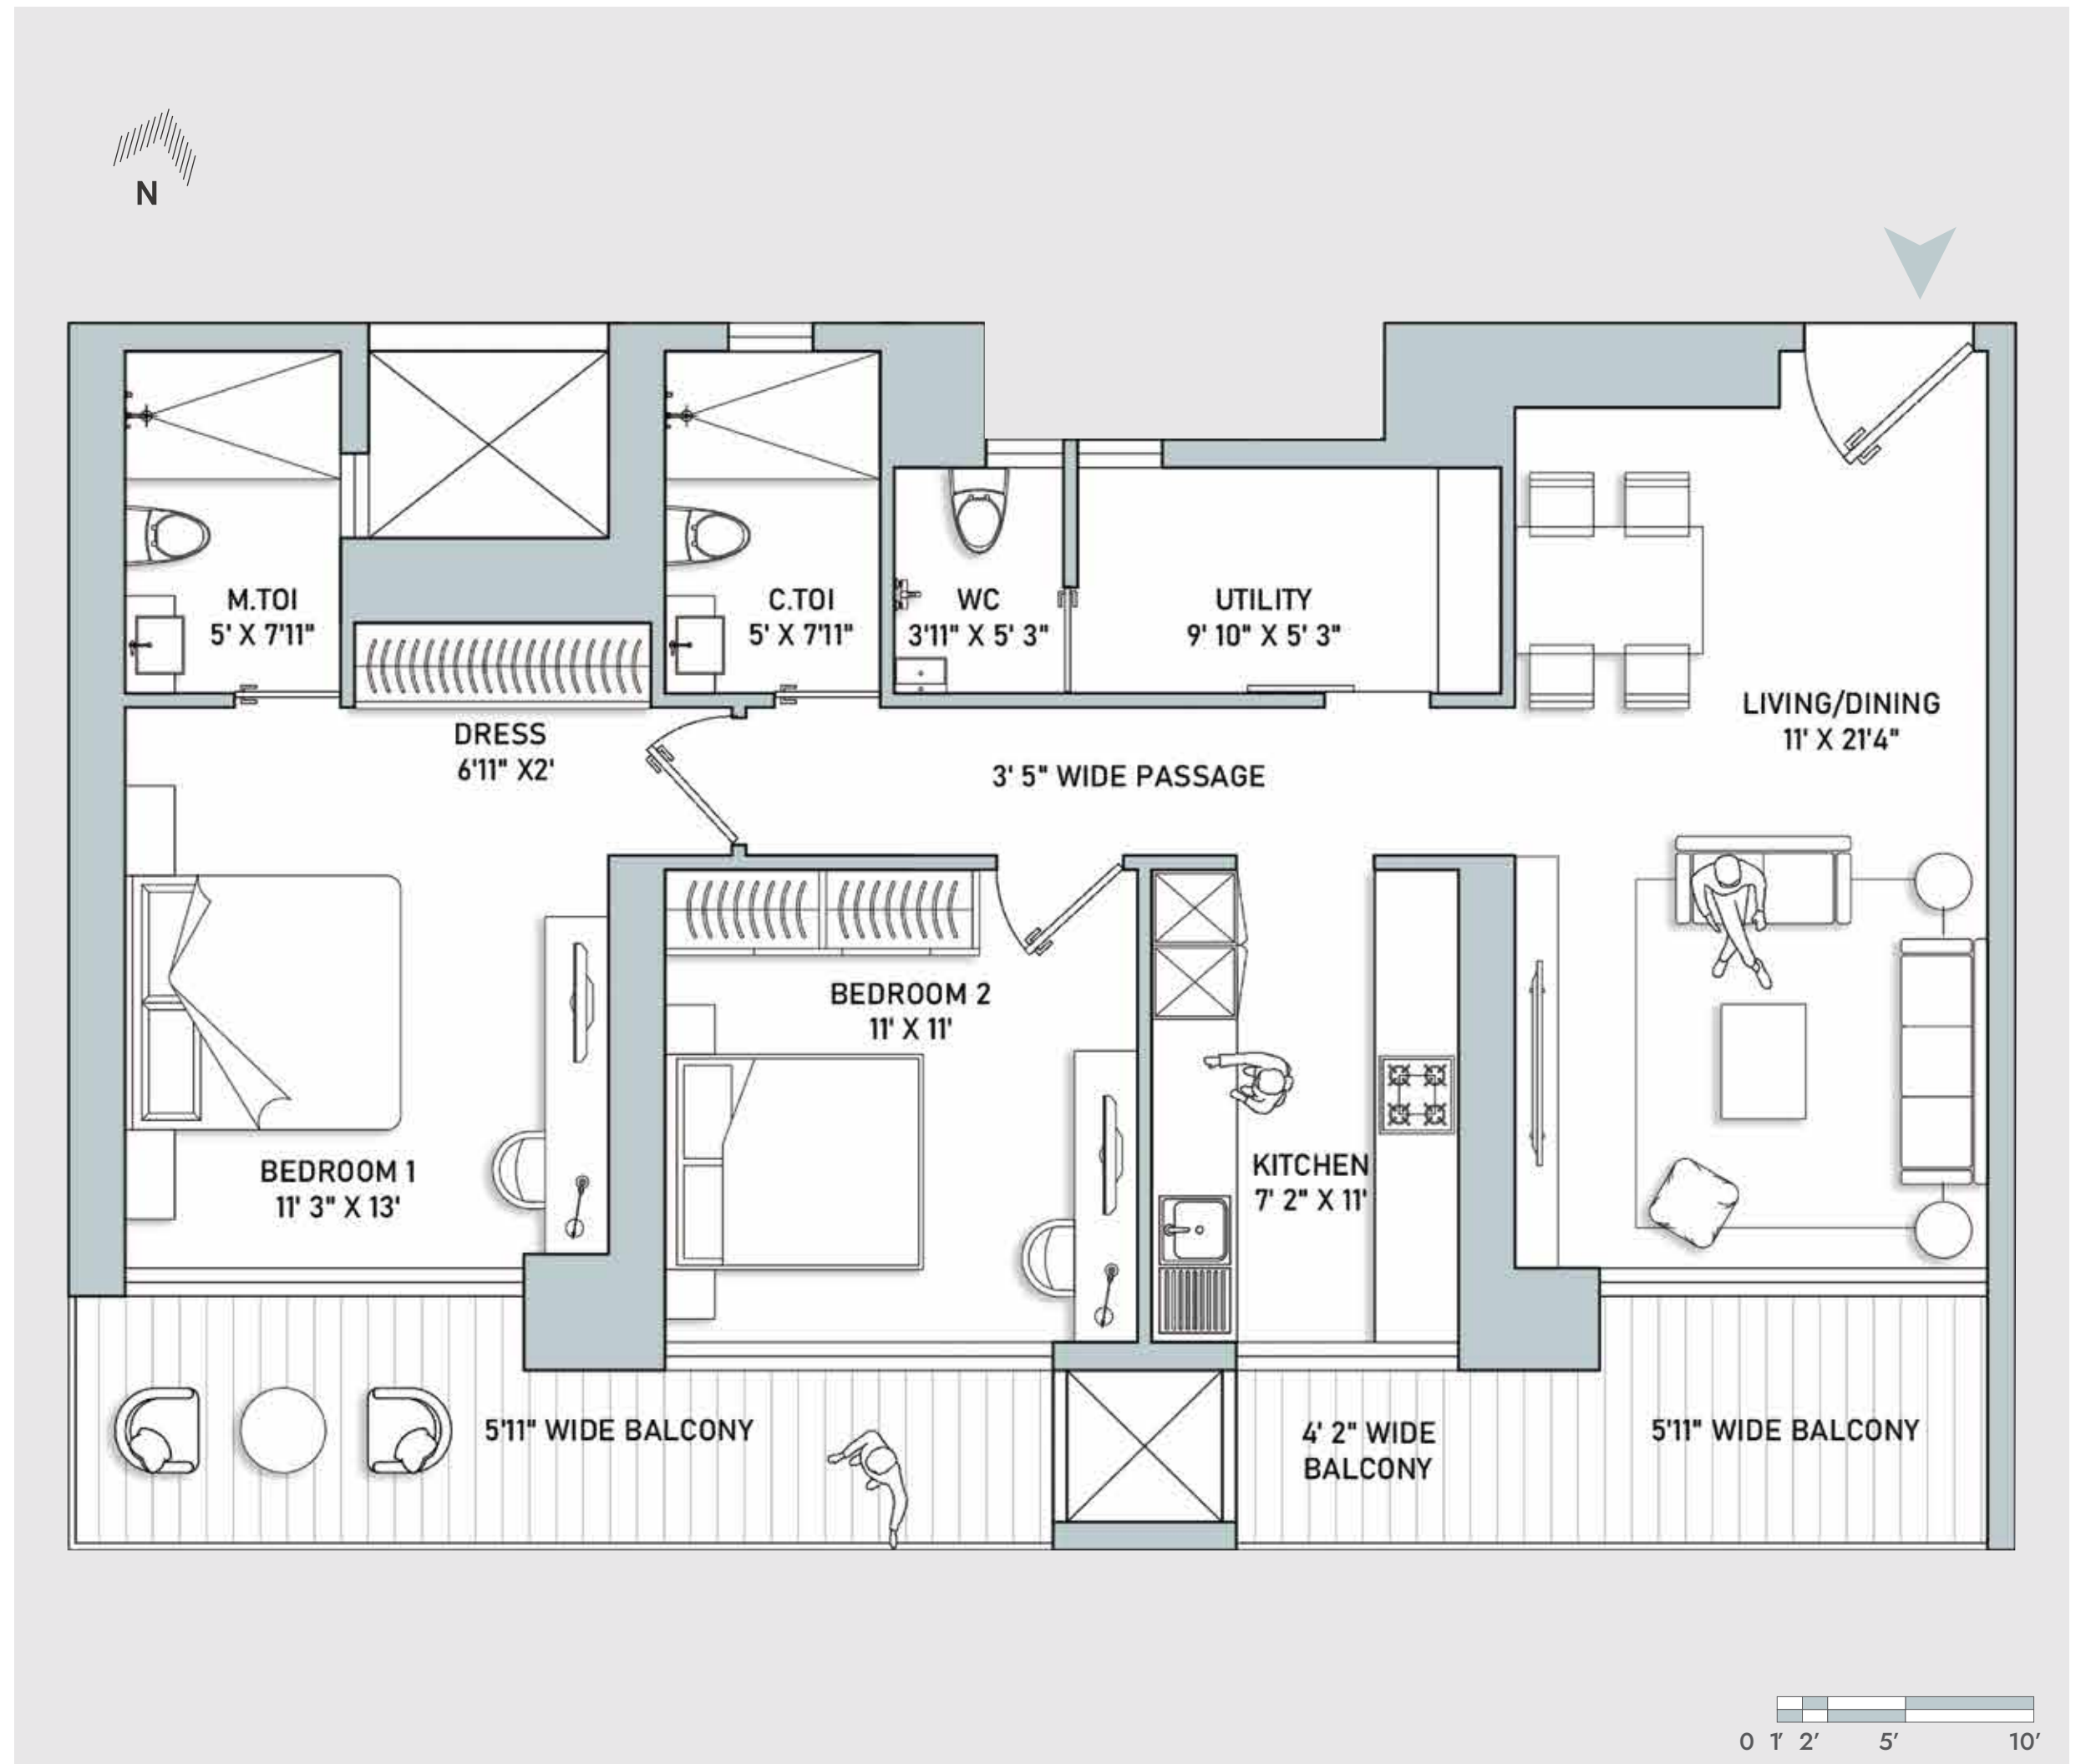 N
M.TOI
5' X 7'11"
C.TOI
5' X 7'11"
WC
3'11" X 5' 3"
UTILITY
9' 10" X 5' 3"
LIVING/DINING
11' X 21'4"
DRESS
6'11" X2'
3' 5" WIDE PASSAGE
BEDROOM 2
11' X 11'
BEDROOM 1
11' 3" X 13'
KITCHEN
7' 2" X 11'
5'11" WIDE BALCONY
4' 2" WIDE
BALCONY
5'11" WIDE BALCONY
0 1' 2' 5' 10'